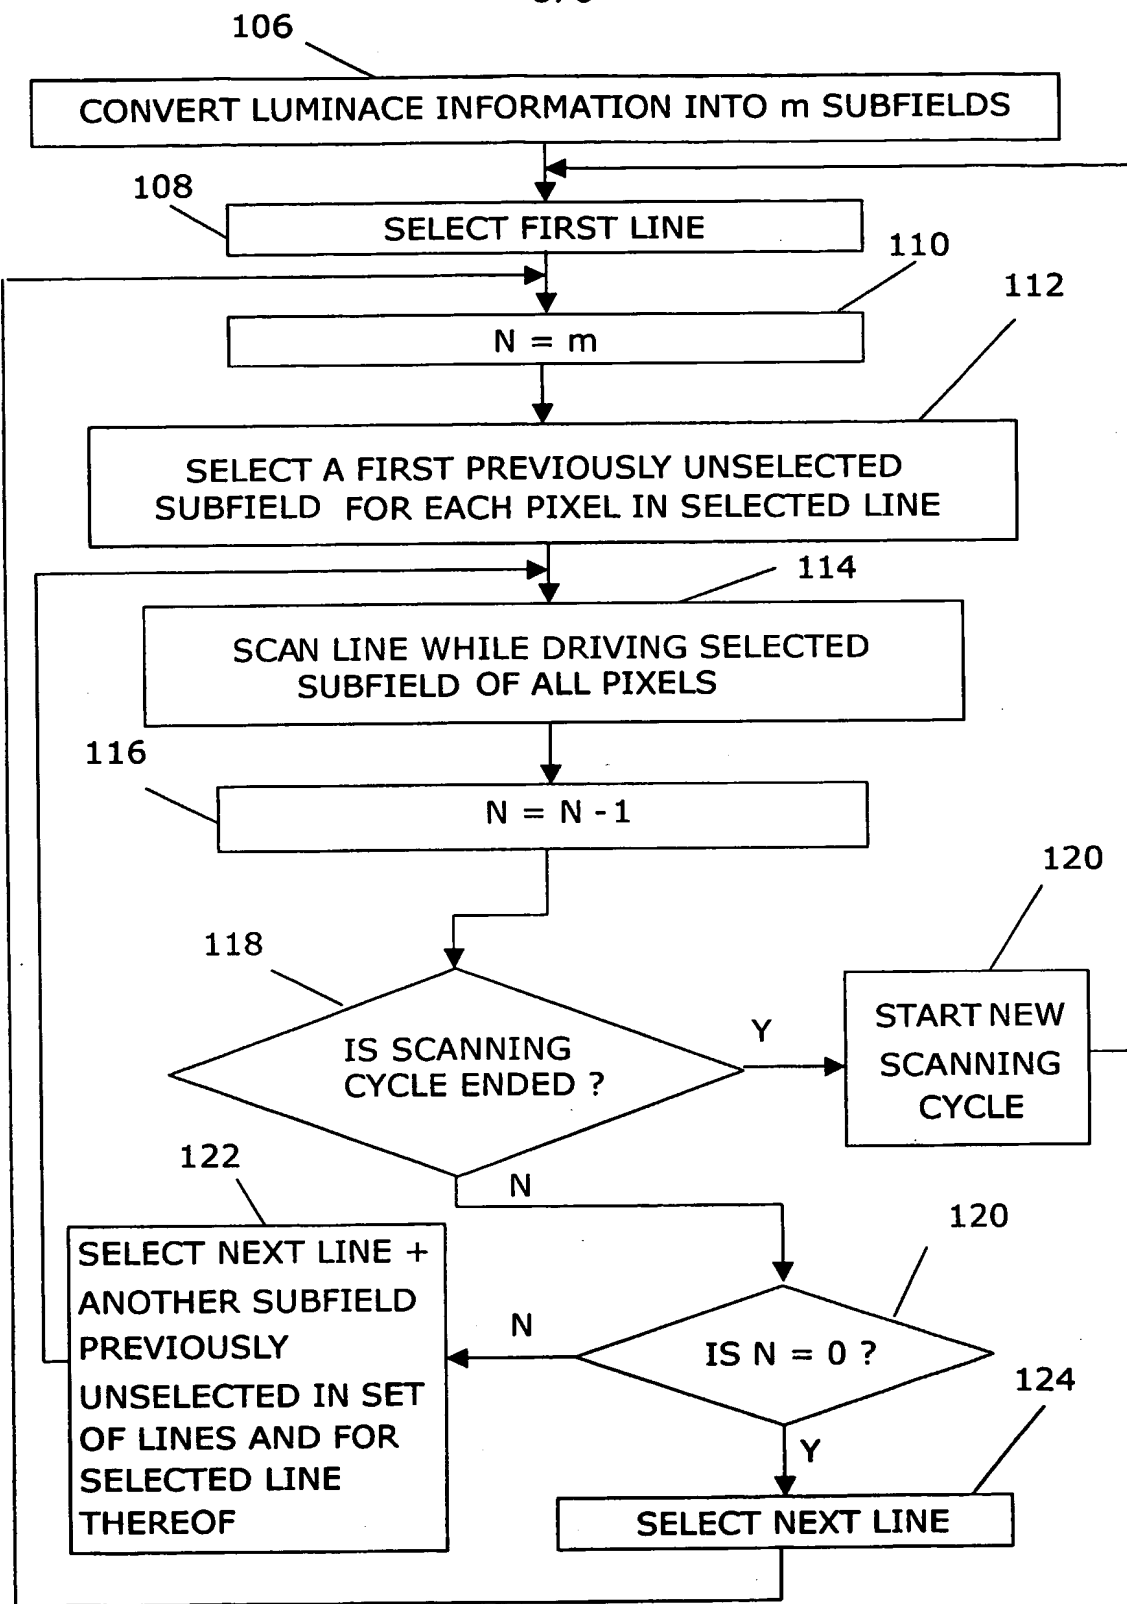 106
CONVERT LUMINACE INFORMATION INTO m SUBFIELDS
108
SELECT FIRST LINE
110
N = m
112
SELECT A FIRST PREVIOUSLY UNSELECTED
SUBFIELD FOR EACH PIXEL IN SELECTED LINE
114
SCAN LINE WHILE DRIVING SELECTED
SUBFIELD OF ALL PIXELS
116
N = N - 1
118
IS SCANNING
CYCLE ENDED ?
Y
120
START NEW
SCANNING
CYCLE
N
120
IS N = 0 ?
N
122
SELECT NEXT LINE +
ANOTHER SUBFIELD
PREVIOUSLY
UNSELECTED IN SET
OF LINES AND FOR
SELECTED LINE
THEREOF
Y
124
SELECT NEXT LINE